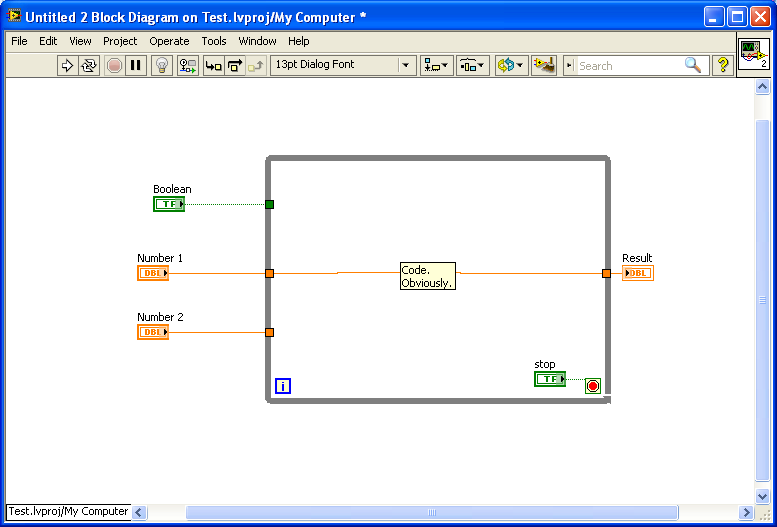 Untitled 2 Block Diagram on Test.lvproj/My Computer *
File Edit View Project Operate Tools Window Help
13pt Dialog Font
Search
?
2
Boolean
TF
Number 1
DBL
Code.
Obviously.
Result
DBL
Number 2
DBL
stop
TF
i
Test.lvproj/My Computer